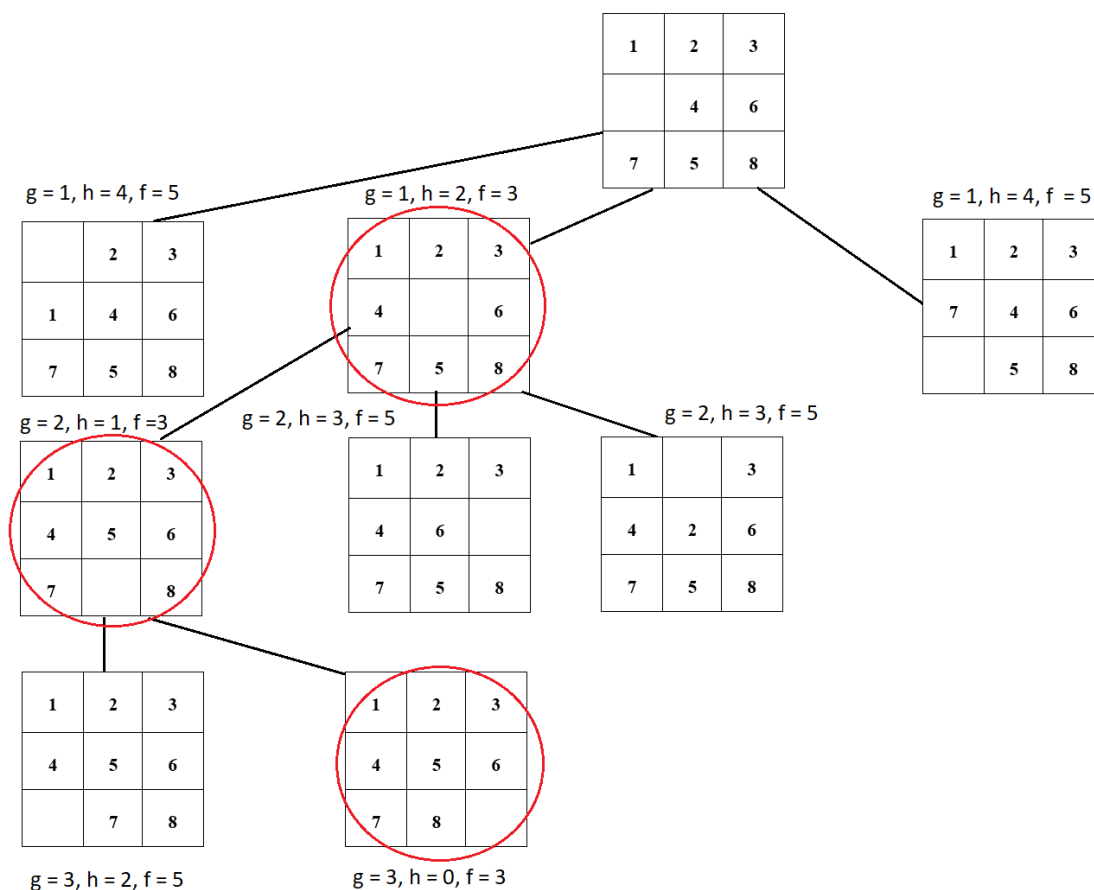 1 2 3
4 6
7 5 8
g = 1, h = 4, f = 5
2 3
1 4 6
7 5 8
g = 1, h = 2, f = 3
1 2 3
4 6
7 5 8
g = 1, h = 4, f = 5
1 2 3
7 4 6
5 8
g = 2, h = 1, f =3
1 2 3
4 5 6
7 8
g = 2, h = 3, f = 5
1 2 3
4 6
7 5 8
g = 2, h = 3, f = 5
1 3
4 2 6
7 5 8
1 2 3
4 5 6
7 8
g = 3, h = 2, f = 5
1 2 3
4 5 6
7 8
g = 3, h = 0, f = 3